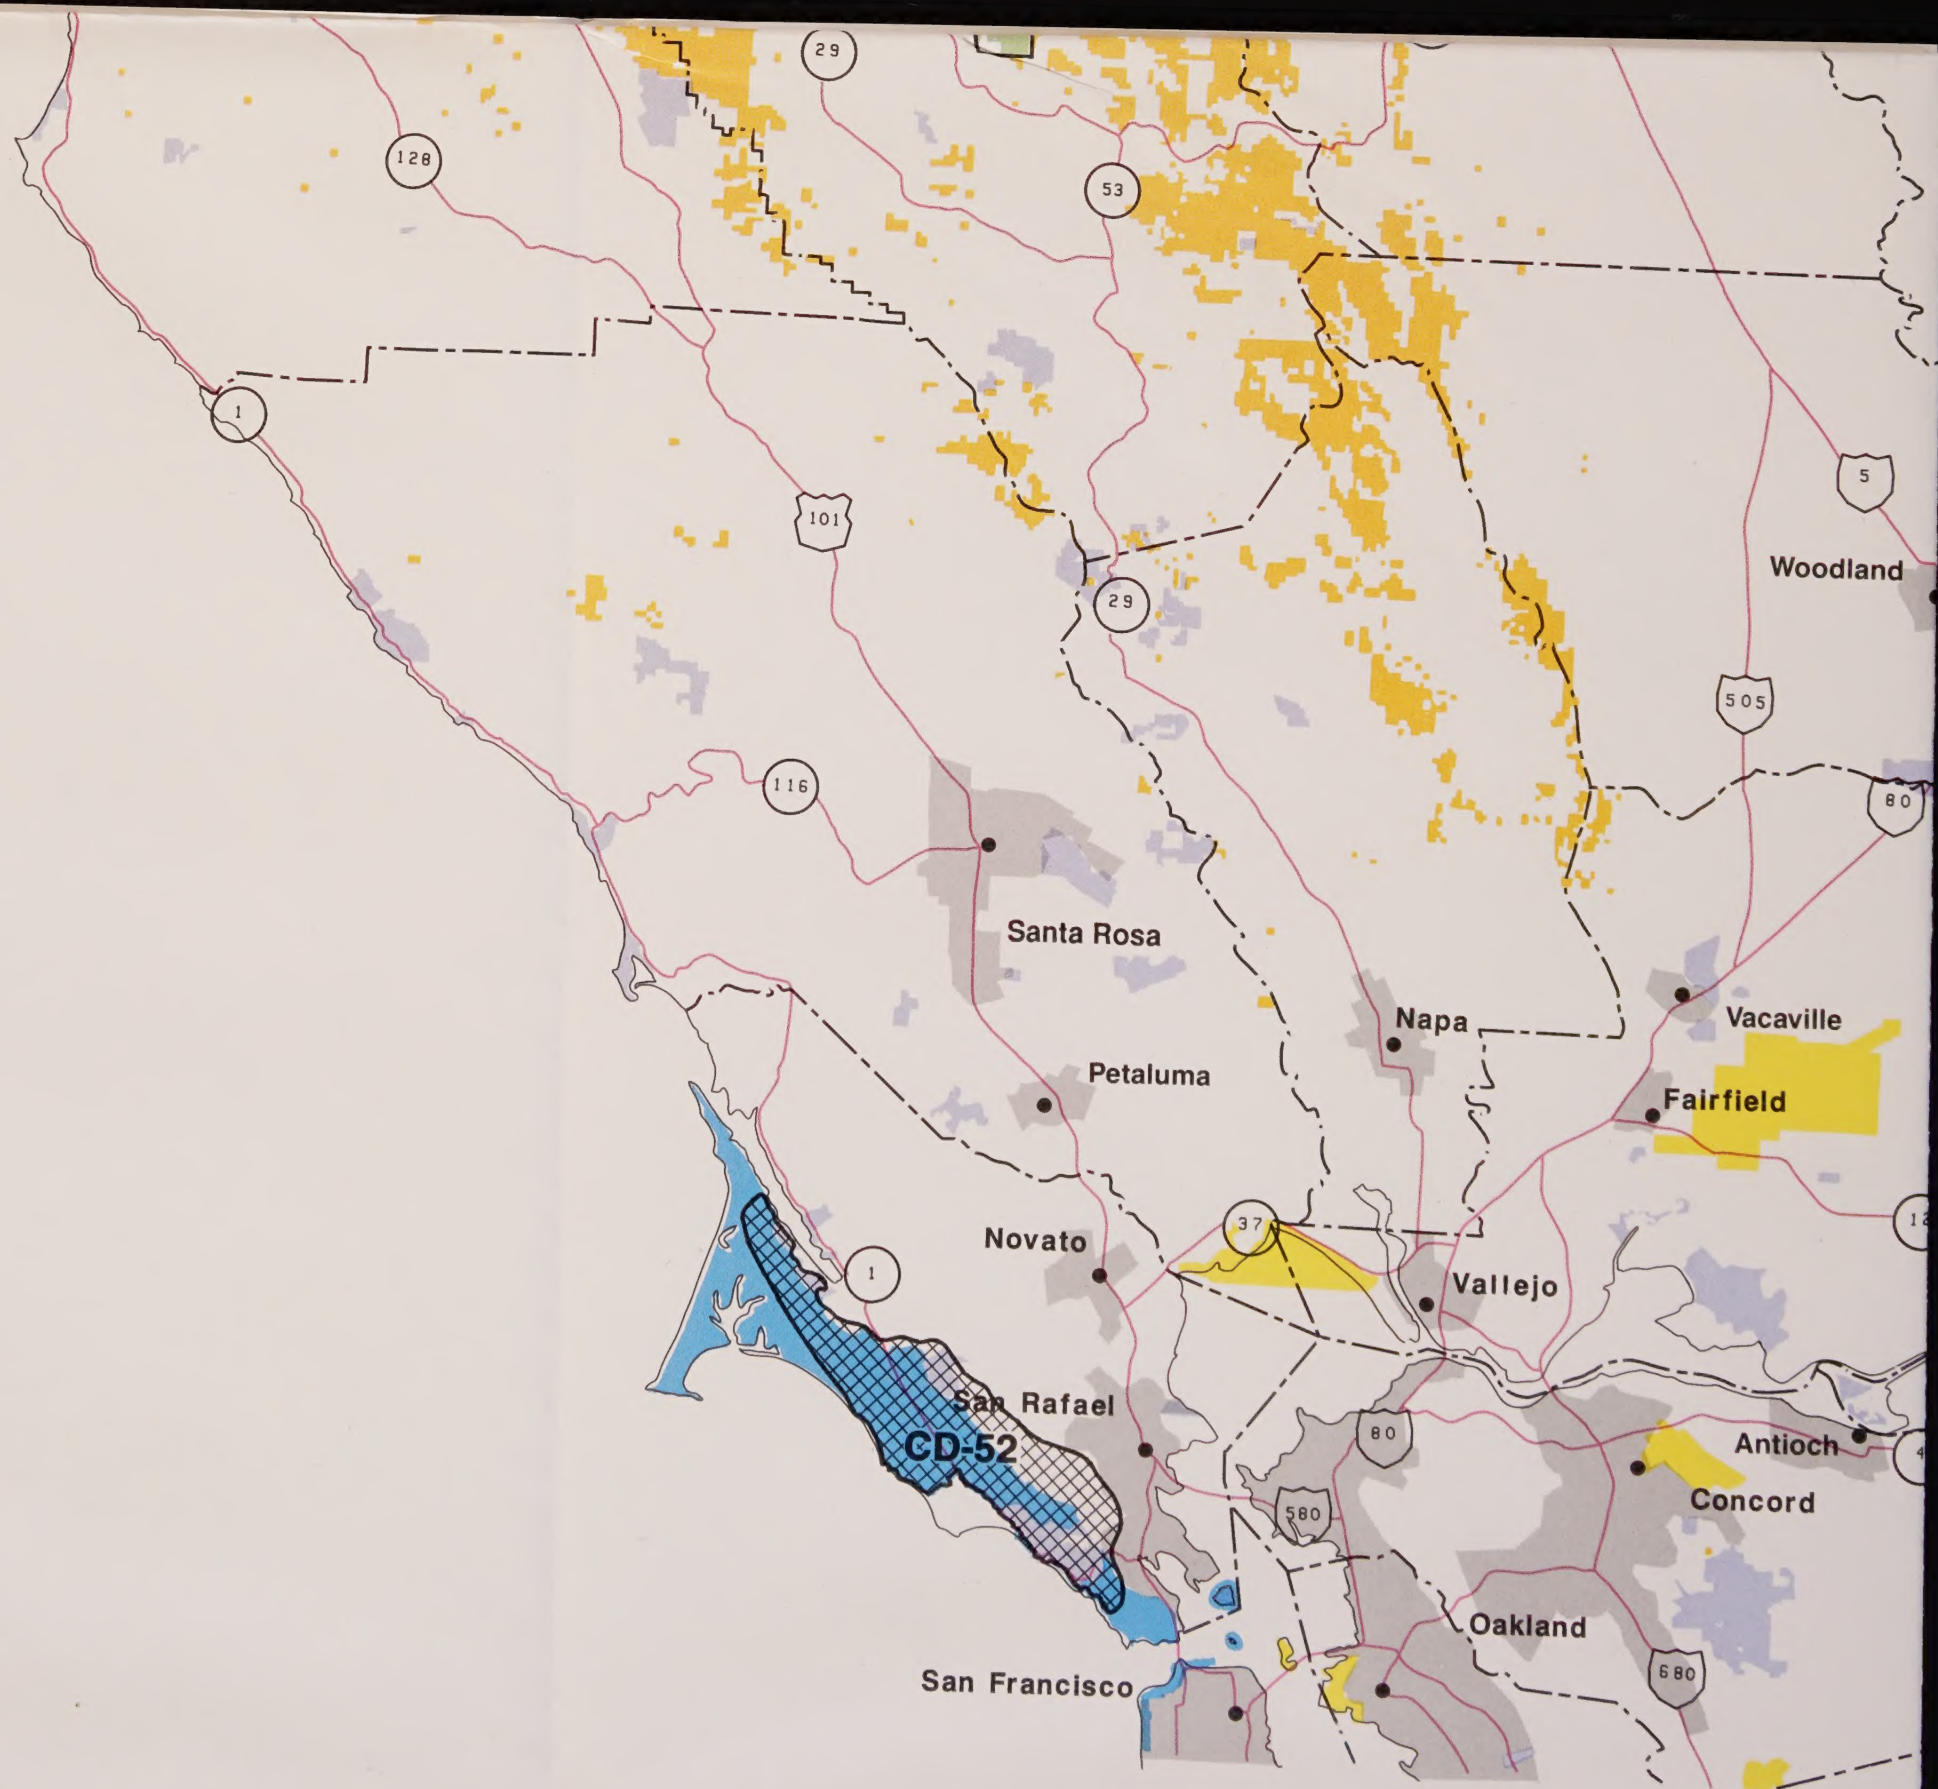 29
128
53
1
101
5
Woodland
29
505
116
80
Santa Rosa
Napa
Vacaville
Petaluma
Fairfield
37
Novato
1
Vallejo
San Rafael
80
Antioch
CD-52
Concord
580
Oakland
680
San Francisco